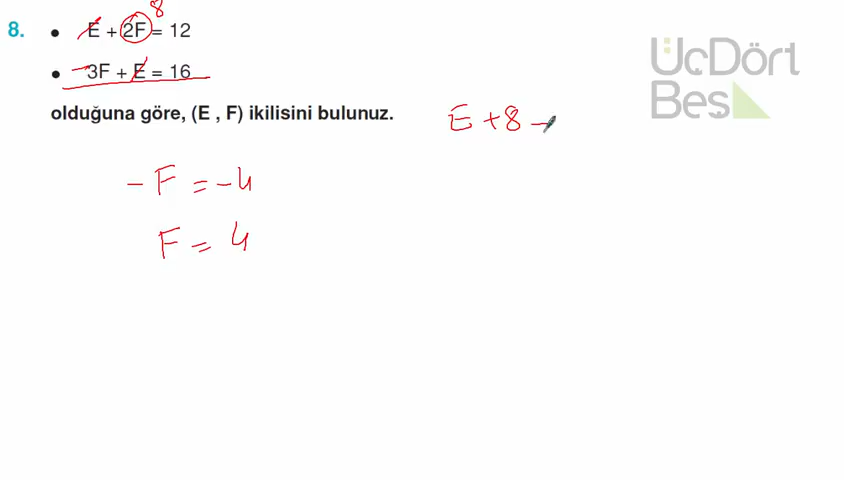 8
8. • E + 2F = 12
• 3F + E = 16
olduğuna göre, (E , F) ikilisini bulunuz.
E + 8 -
- F = - 4
F = 4
ÜçDört
Beş